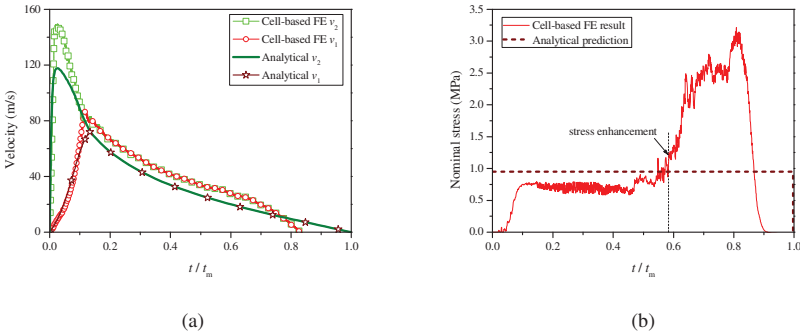 160
120
80
40
0
Velocity (m/s)
Cell-based FE v₂
Cell-based FE v₁
Analytical v₂
Analytical v₁
0.0 0.2 0.4 0.6 0.8 1.0
t / tₘ
(a)
3.5
3.0
2.5
2.0
1.5
1.0
0.5
0.0
Nominal stress (MPa)
Cell-based FE result
Analytical prediction
stress enhancement
0.0 0.2 0.4 0.6 0.8 1.0
t / tₘ
(b)